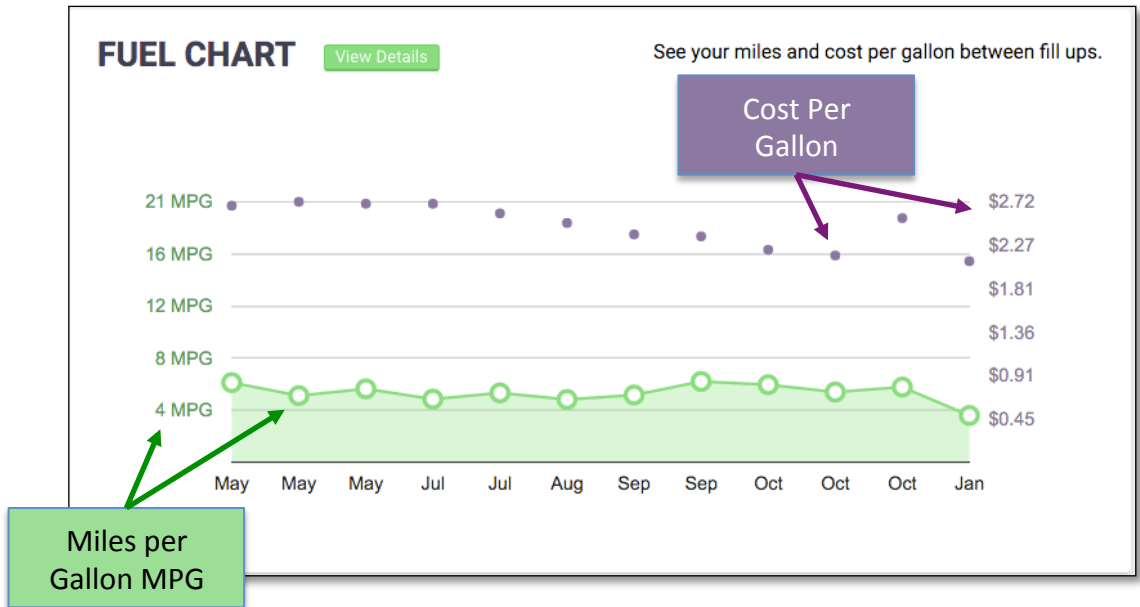 FUEL CHART
View Details
See your miles and cost per gallon between fill ups.
Cost Per
Gallon
21 MPG
16 MPG
12 MPG
8 MPG
4 MPG
$2.72
$2.27
$1.81
$1.36
$0.91
$0.45
May May May Jul Jul Aug Sep Sep Oct Oct Oct Jan
Miles per
Gallon MPG